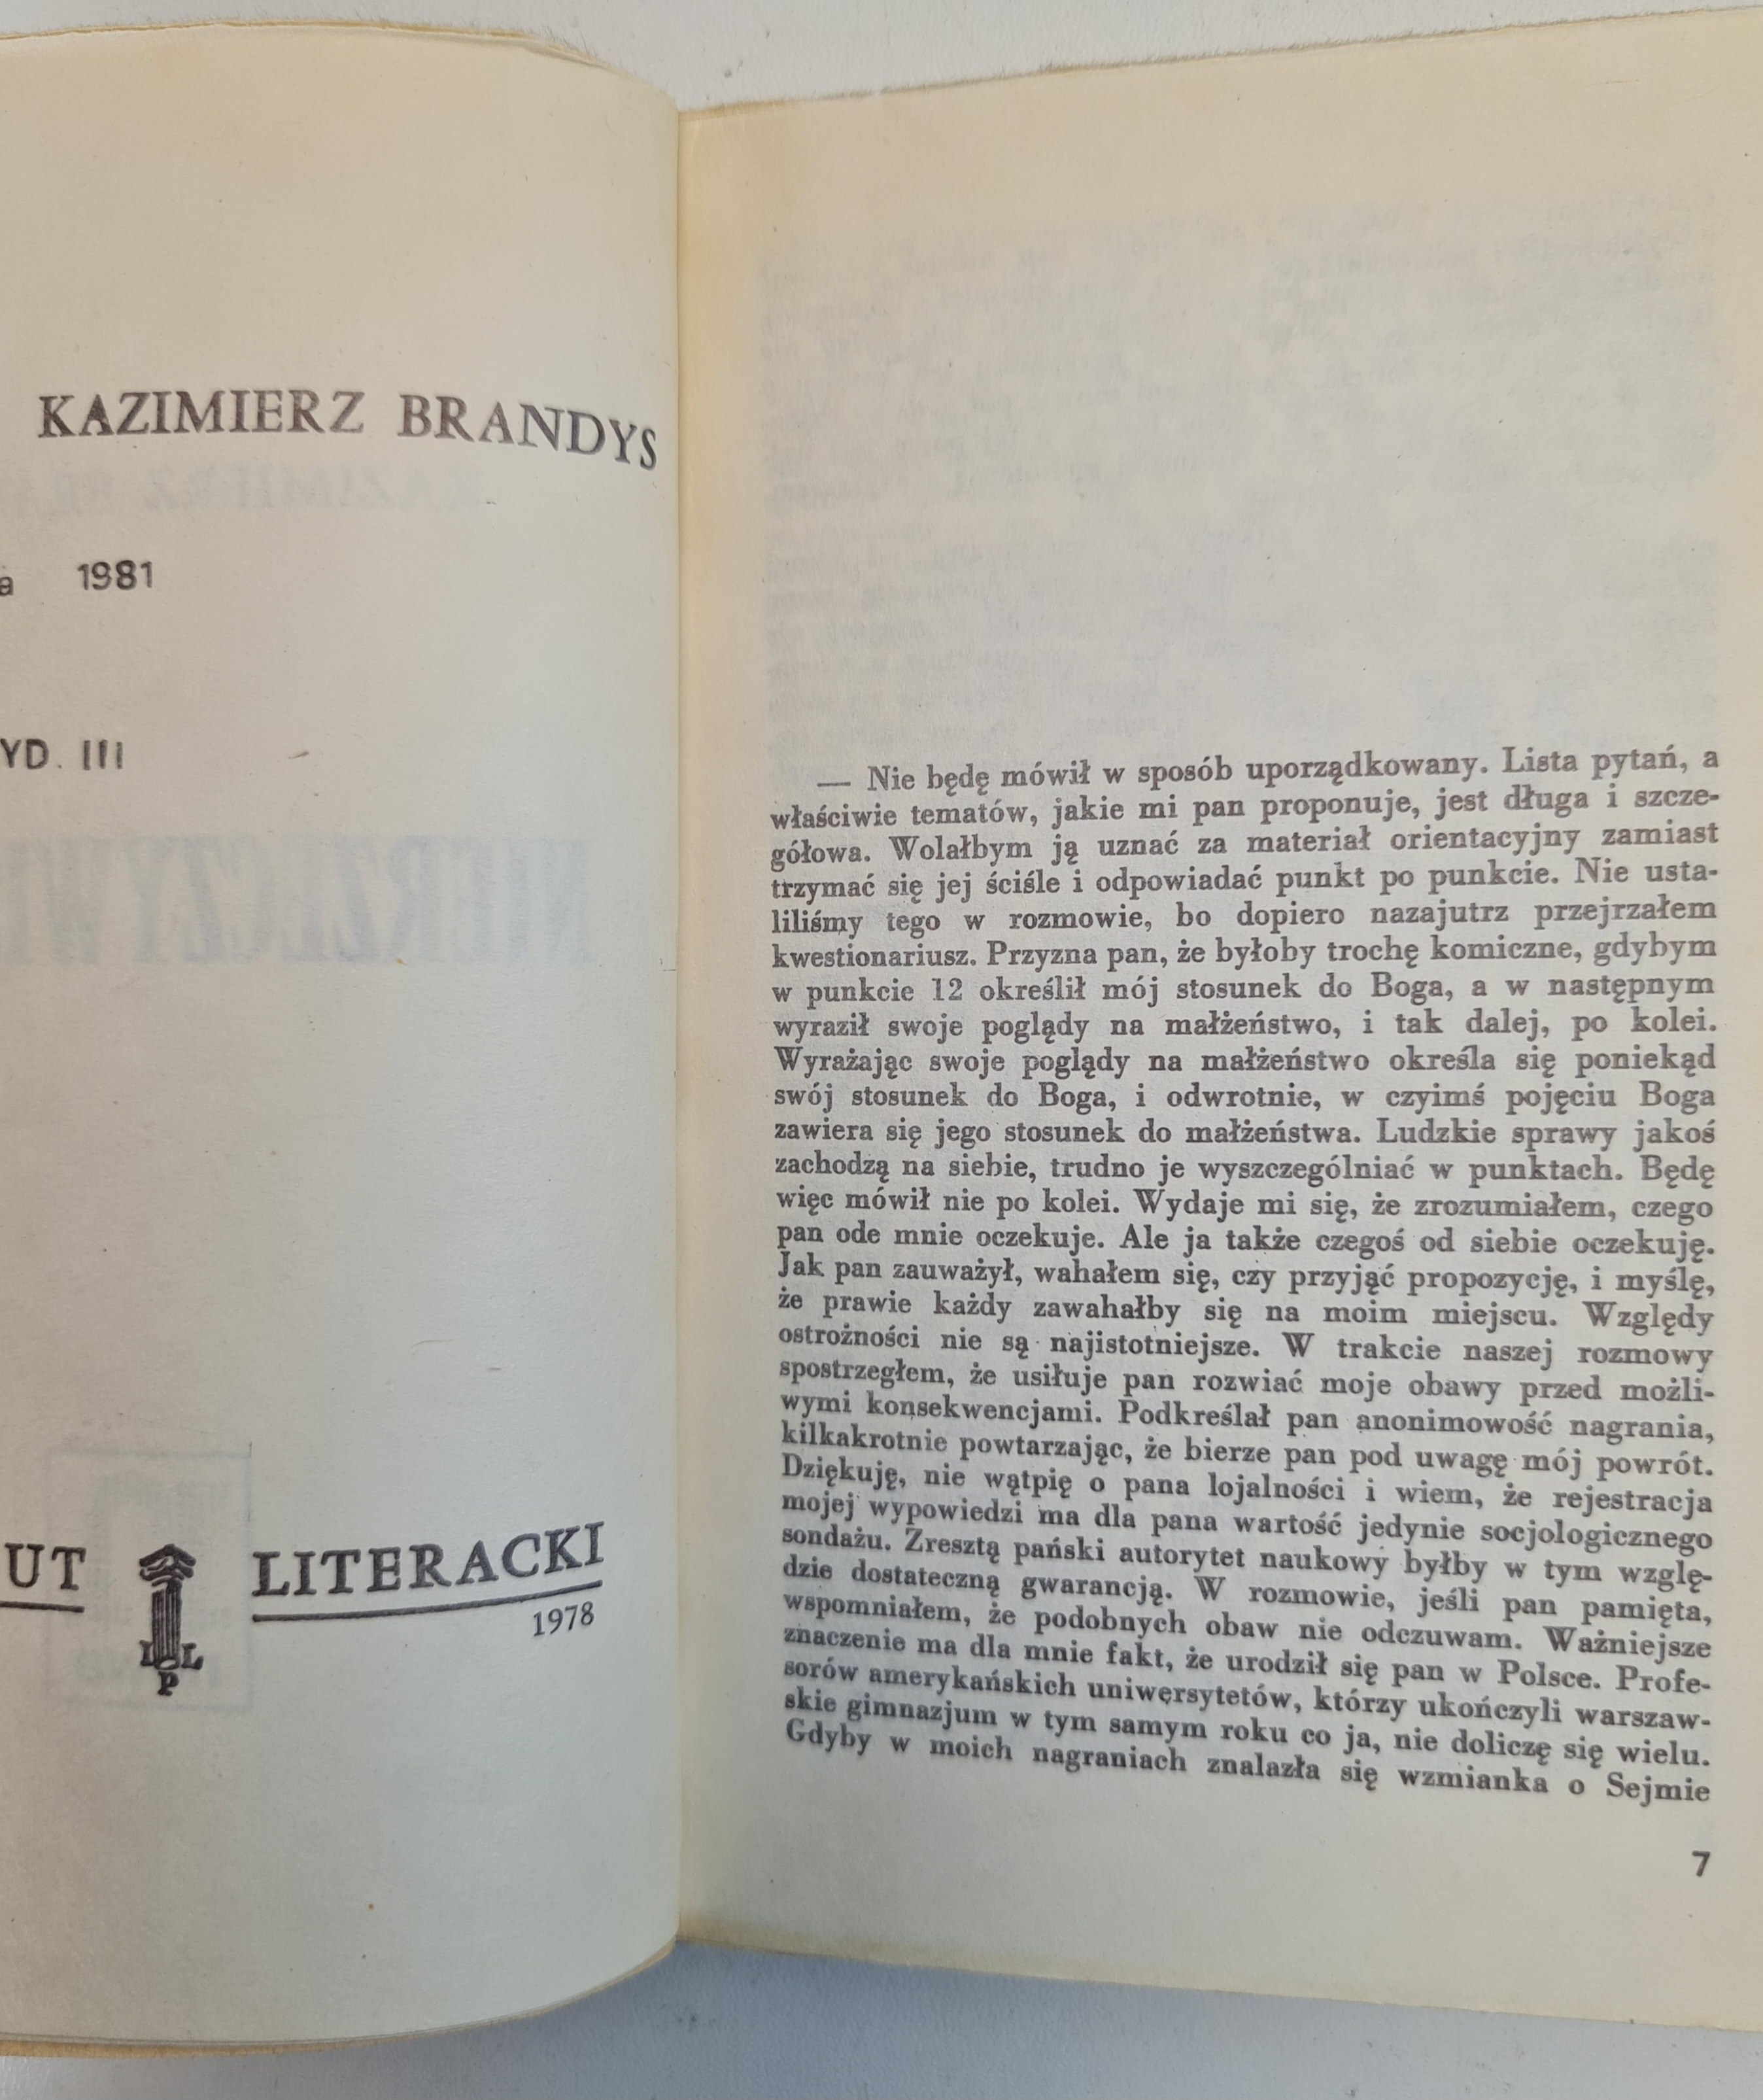 KAZIMIERZ BRANDYS
a 1981
YD. III
UT LITERACKI
1978
L L
P
— Nie będę mówił w sposób uporządkowany. Lista pytań, a
właściwie tematów, jakie mi pan proponuje, jest długa i szcze-
gółowa. Wolałbym ją uznać za materiał orientacyjny zamiast
trzymać się jej ściśle i odpowiadać punkt po punkcie. Nie usta-
liliśmy tego w rozmowie, bo dopiero nazajutrz przejrzałem
kwestionariusz. Przyzna pan, że byłoby trochę komiczne, gdybym
w punkcie 12 określił mój stosunek do Boga, a w następnym
wyraził swoje poglądy na małżeństwo, i tak dalej, po kolei.
Wyrażając swoje poglądy na małżeństwo określa się poniekąd
swój stosunek do Boga, i odwrotnie, w czyimś pojęciu Boga
zawiera się jego stosunek do małżeństwa. Ludzkie sprawy jakoś
zachodzą na siebie, trudno je wyszczególniać w punktach. Będę
więc mówił nie po kolei. Wydaje mi się, że zrozumiałem, czego
pan ode mnie oczekuje. Ale ja także czegoś od siebie oczekuję.
Jak pan zauważył, wahałem się, czy przyjąć propozycję, i myślę,
że prawie każdy zawahałby się na moim miejscu. Względy
ostrożności nie są najistotniejsze. W trakcie naszej rozmowy
spostrzegłem, że usiłuje pan rozwiać moje obawy przed możli-
wymi konsekwencjami. Podkreślał pan anonimowość nagrania,
kilkakrotnie powtarzając, że bierze pan pod uwagę mój powrót.
Dziękuję, nie wątpię o pana lojalności i wiem, że rejestracja
mojej wypowiedzi ma dla pana wartość jedynie socjologicznego
sondażu. Zresztą pański autorytet naukowy byłby w tym wzglę-
dzie dostateczną gwarancją. W rozmowie, jeśli pan pamięta,
wspomniałem, że podobnych obaw nie odczuwam. Ważniejsze
znaczenie ma dla mnie fakt, że urodził się pan w Polsce. Profe-
sorów amerykańskich uniwersytetów, którzy ukończyli warszaw-
skie gimnazjum w tym samym roku co ja, nie doliczę się wielu.
Gdyby w moich nagraniach znalazła się wzmianka o Sejmie
7